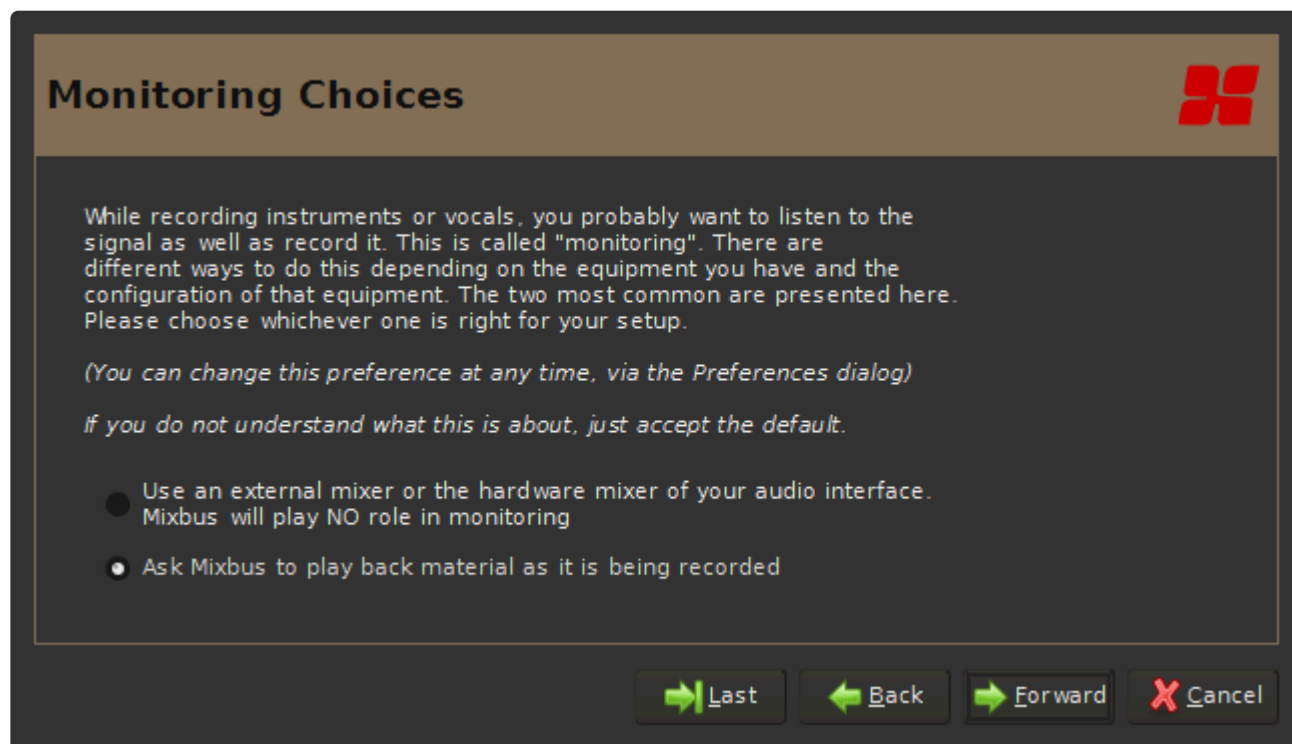 Monitoring Choices
While recording instruments or vocals, you probably want to listen to the
signal as well as record it. This is called "monitoring". There are
different ways to do this depending on the equipment you have and the
configuration of that equipment. The two most common are presented here.
Please choose whichever one is right for your setup.
(You can change this preference at any time, via the Preferences dialog)
If you do not understand what this is about, just accept the default.
Use an external mixer or the hardware mixer of your audio interface.
Mixbus will play NO role in monitoring
Ask Mixbus to play back material as it is being recorded
Last Back Forward Cancel